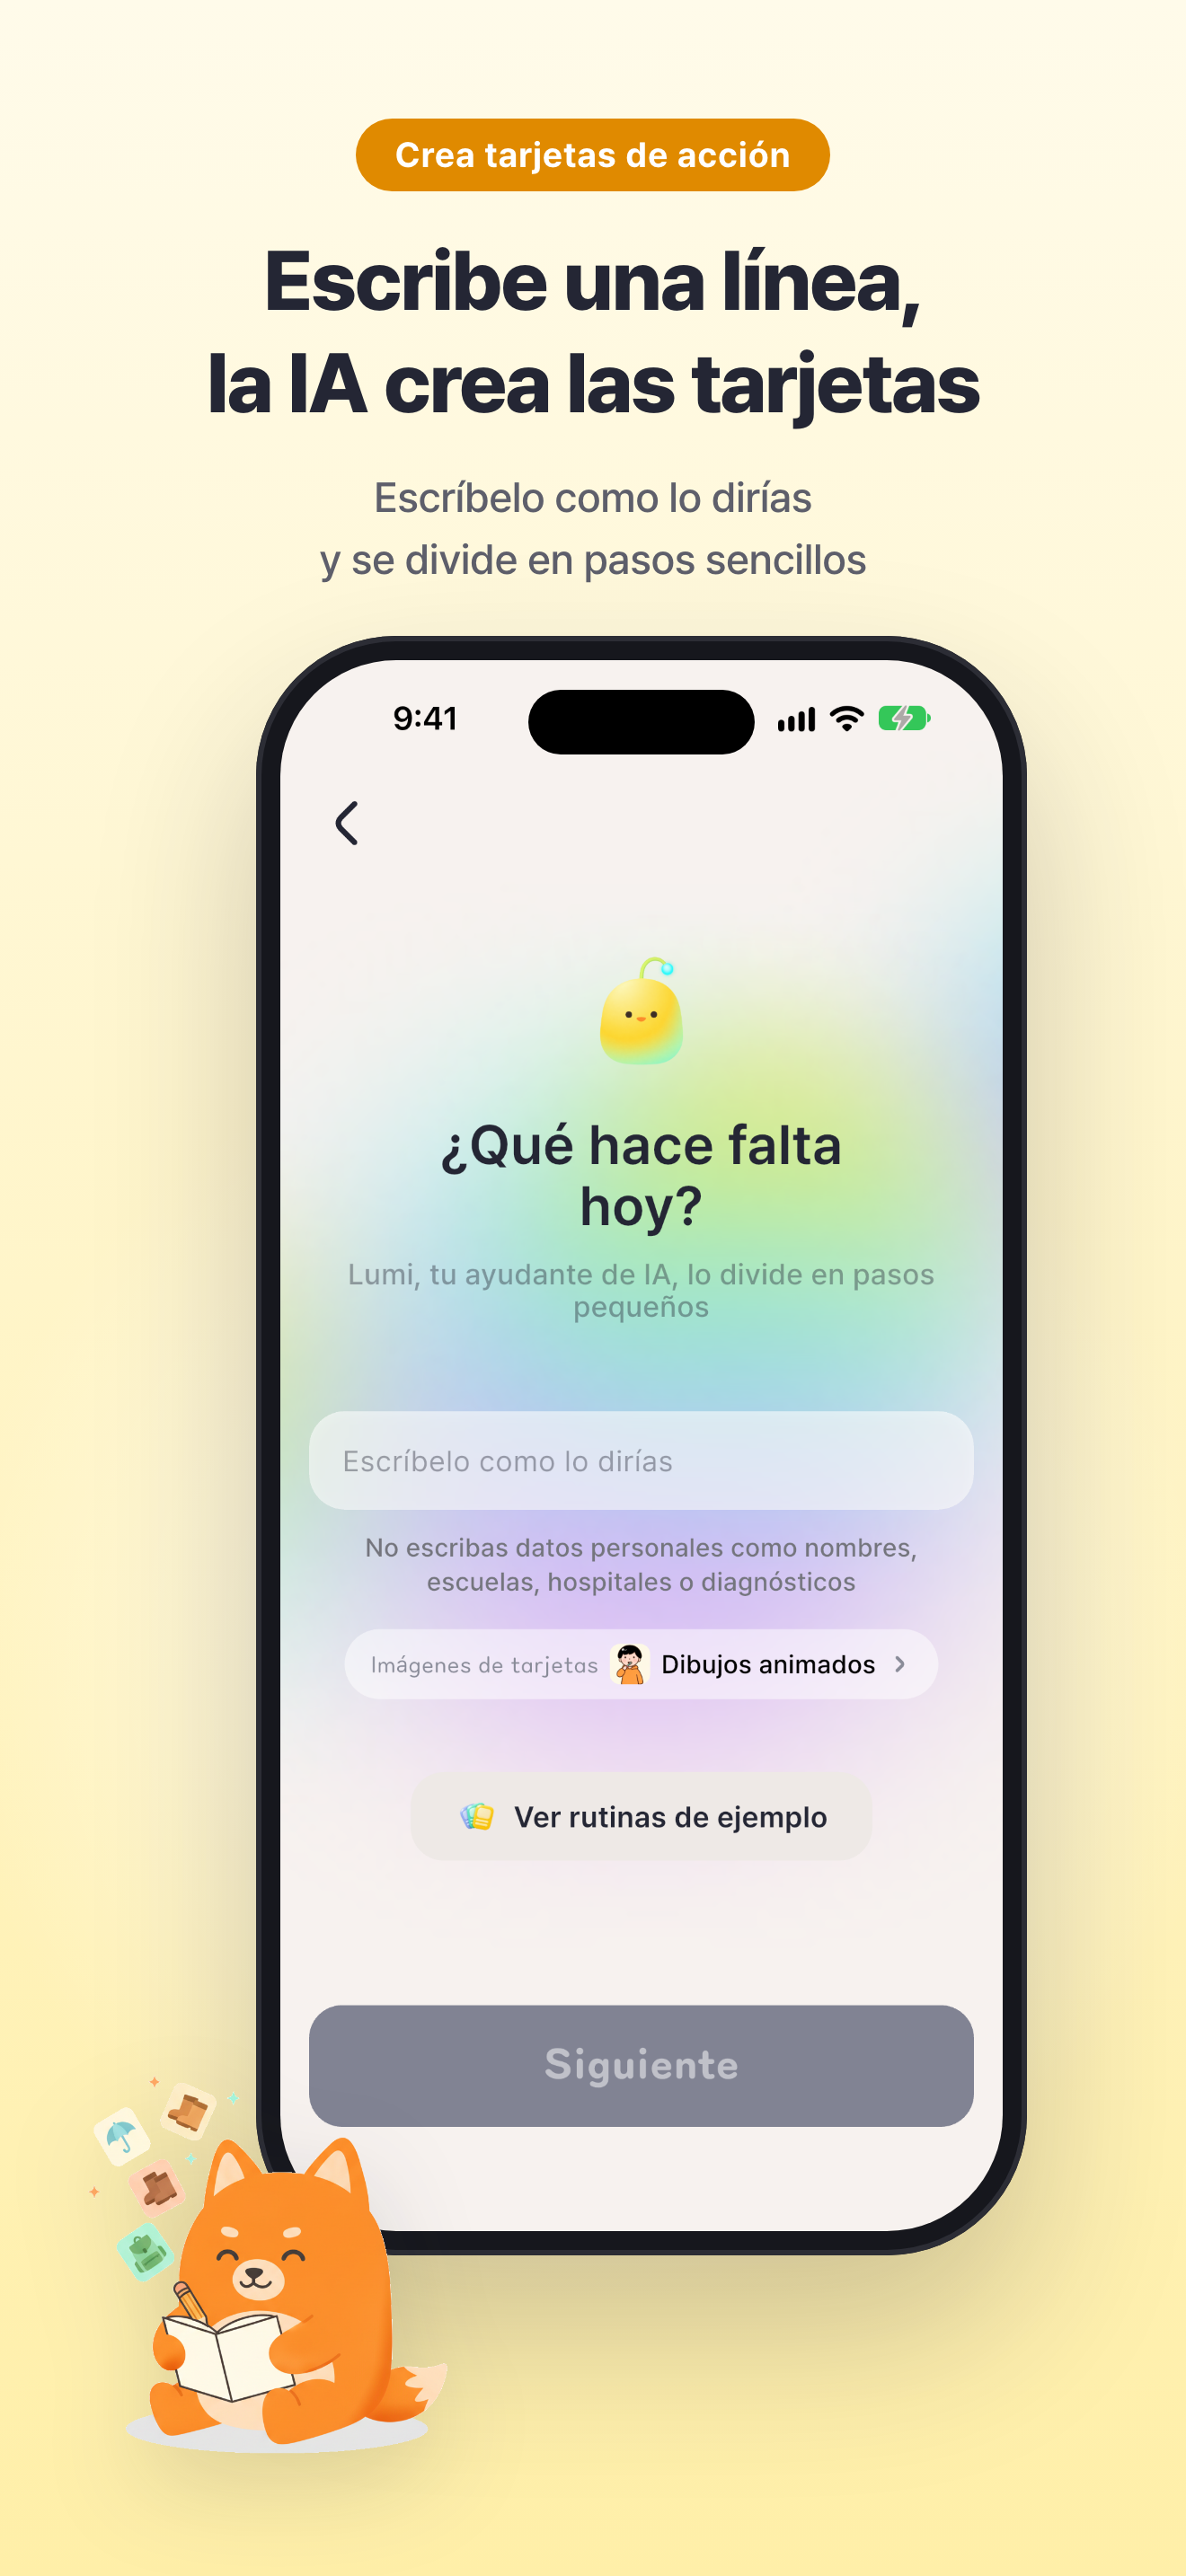 Crea tarjetas de acción
Escribe una línea,
la IA crea las tarjetas
Escríbelo como lo dirías
y se divide en pasos sencillos
9:41
¿Qué hace falta
hoy?
Lumi, tu ayudante de IA, lo divide en pasos
pequeños
Escríbelo como lo dirías
No escribas datos personales como nombres,
escuelas, hospitales o diagnósticos
Imágenes de tarjetas Dibujos animados
Ver rutinas de ejemplo
Siguiente